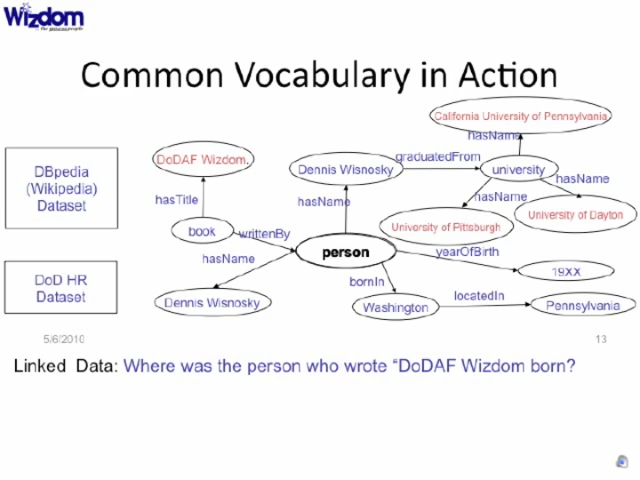 Wizdom
Common Vocabulary in Action
California University of Pennsylvania
hasName
DBpedia
(Wikipedia)
Dataset
DoDAF Wizdom.
Dennis Wisnosky
graduatedFrom
university
hasName
hasTitle
hasName
hasName
University of Dayton
book
writtenBy
University of Pittsburgh
person
yearOfBirth
hasName
DoD HR
Dataset
19XX
bornIn
Dennis Wisnosky
Washington
locatedIn
Pennsylvania
5/6/2010
13
Linked Data: Where was the person who wrote “DoDAF Wizdom born?